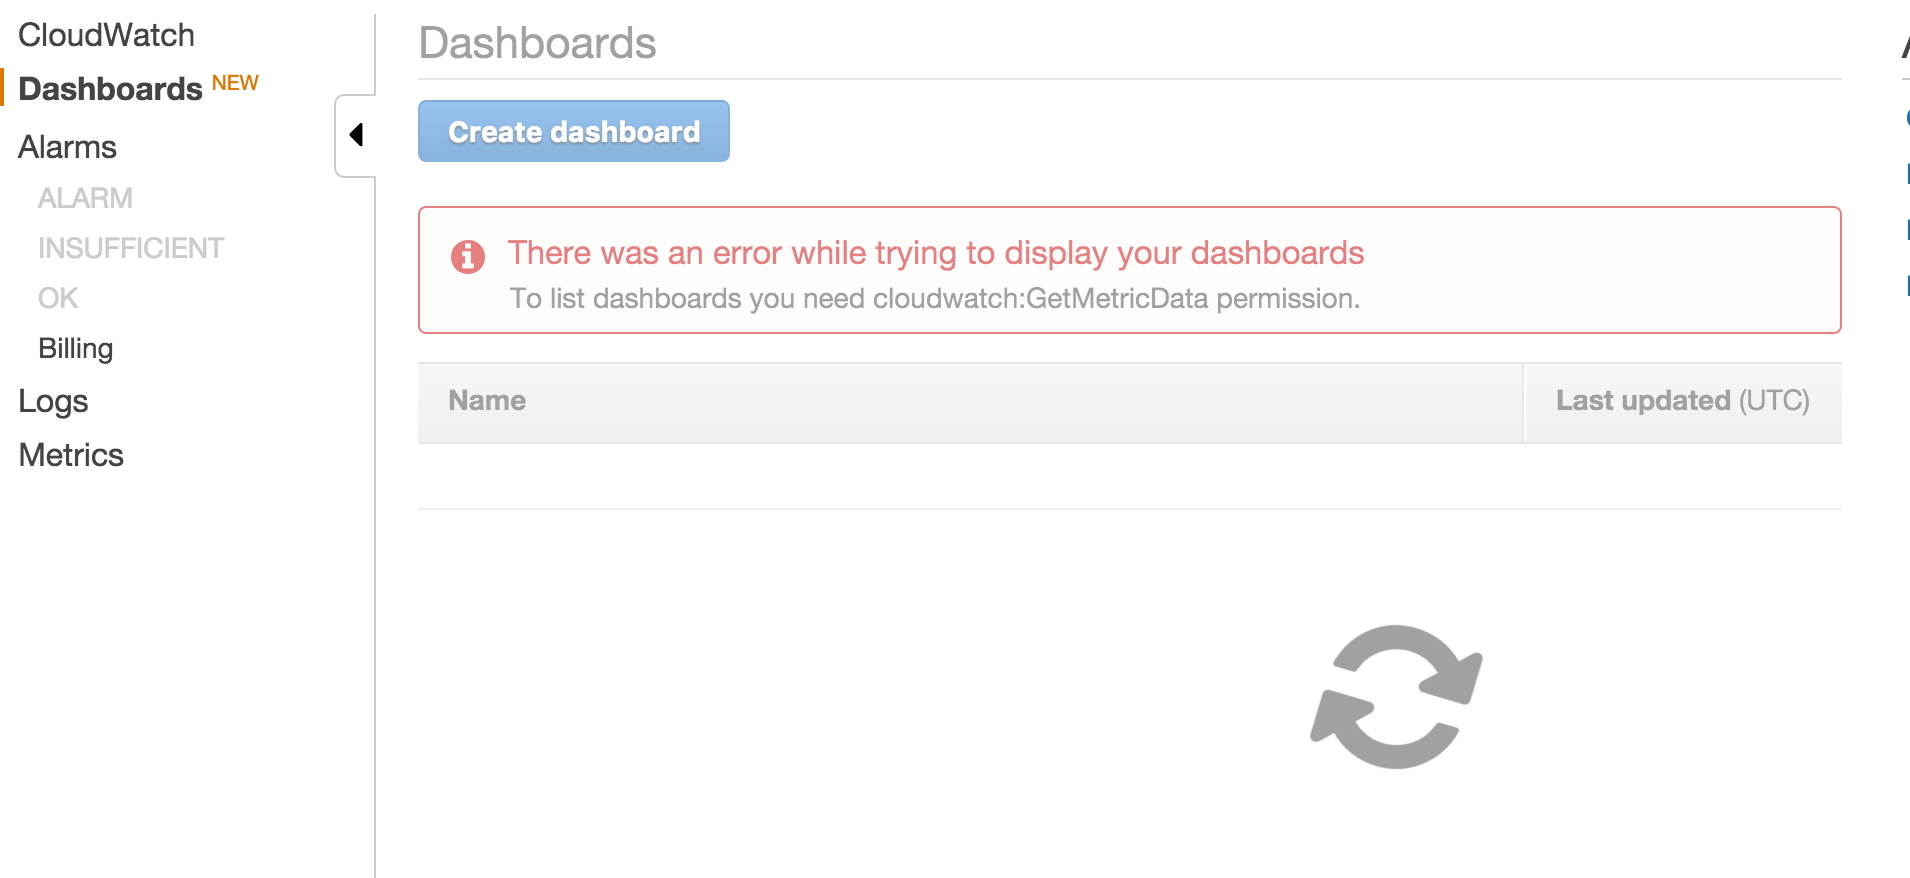 CloudWatch
Dashboards NEW
Alarms
ALARM
INSUFFICIENT
OK
Billing
Logs
Metrics
Dashboards
Create dashboard
There was an error while trying to display your dashboards
To list dashboards you need cloudwatch:GetMetricData permission.
Name
Last updated (UTC)